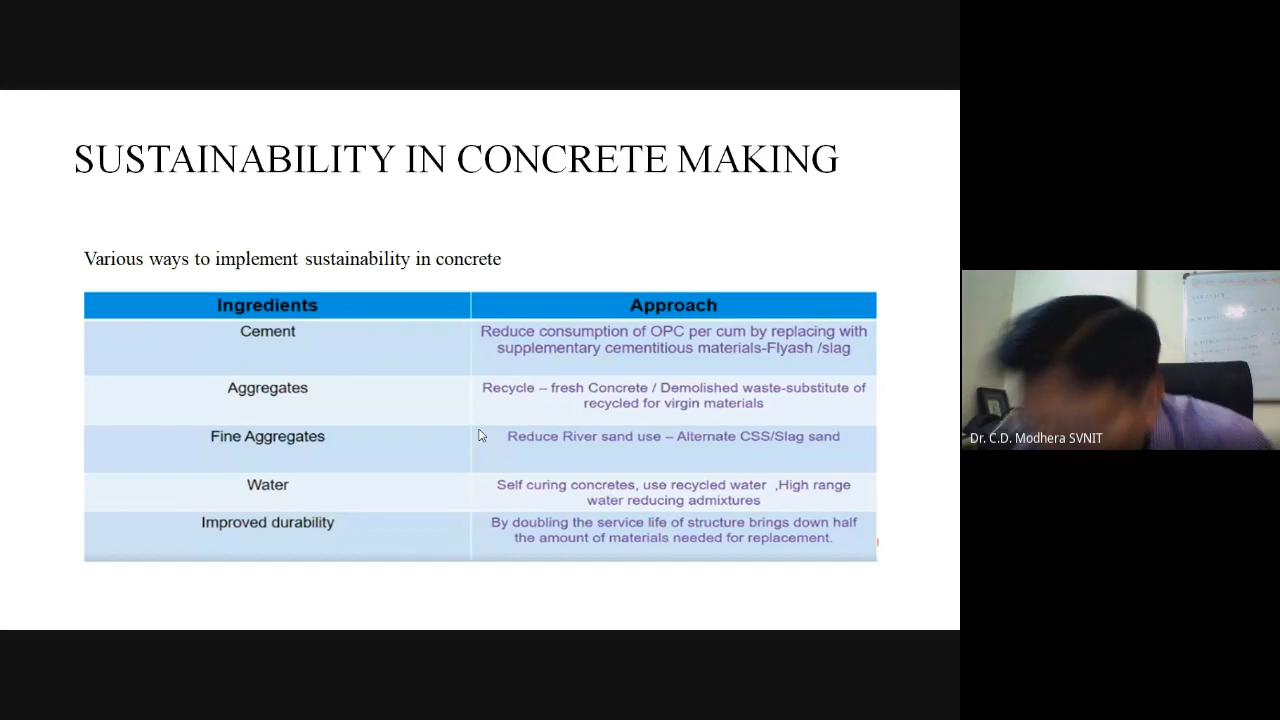 SUSTAINABILITY IN CONCRETE MAKING
Various ways to implement sustainability in concrete
Ingredients
Approach
Cement
Reduce consumption of OPC per cum by replacing with
supplementary cementitious materials-Flyash /slag
Aggregates
Recycle – fresh Concrete / Demolished waste-substitute of
recycled for virgin materials
Fine Aggregates
Reduce River sand use – Alternate CSS/Slag sand
Water
Self curing concretes, use recycled water ,High range
water reducing admixtures
Improved durability
By doubling the service life of structure brings down half
the amount of materials needed for replacement.
Dr. C.D. Modhera SVNIT